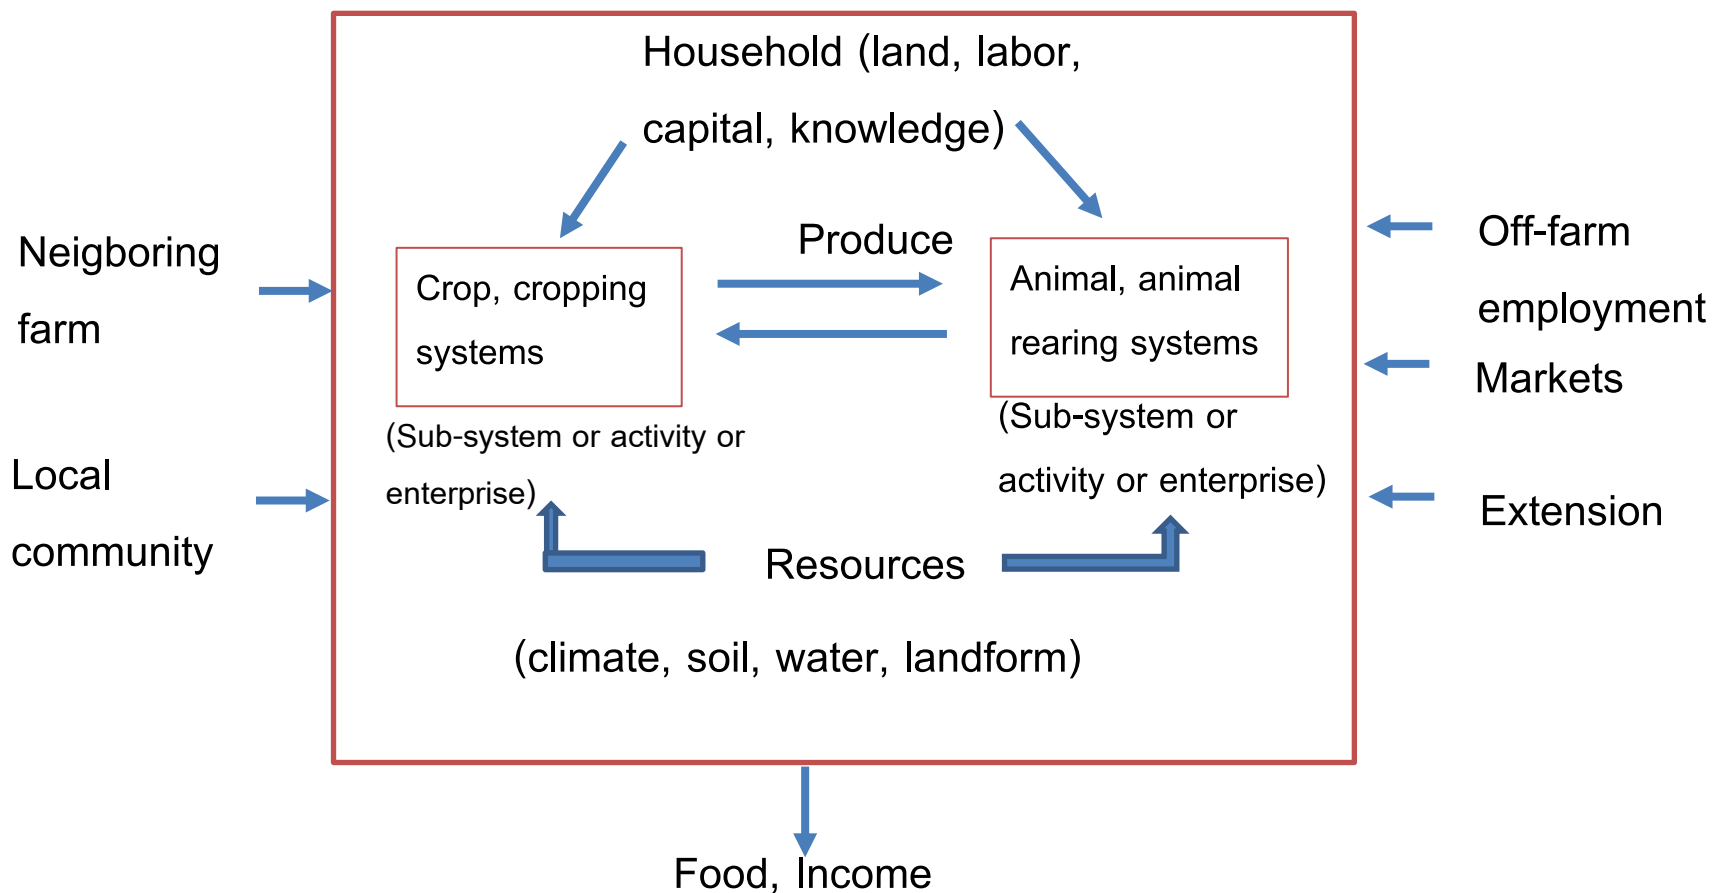 Household (land, labor,
capital, knowledge)
Neigboring
farm
Produce
Off-farm
employment
Crop, cropping
systems
Animal, animal
rearing systems
Markets
(Sub-system or activity or
enterprise)
(Sub-system or
activity or enterprise)
Local
community
Extension
Resources
(climate, soil, water, landform)
Food, Income